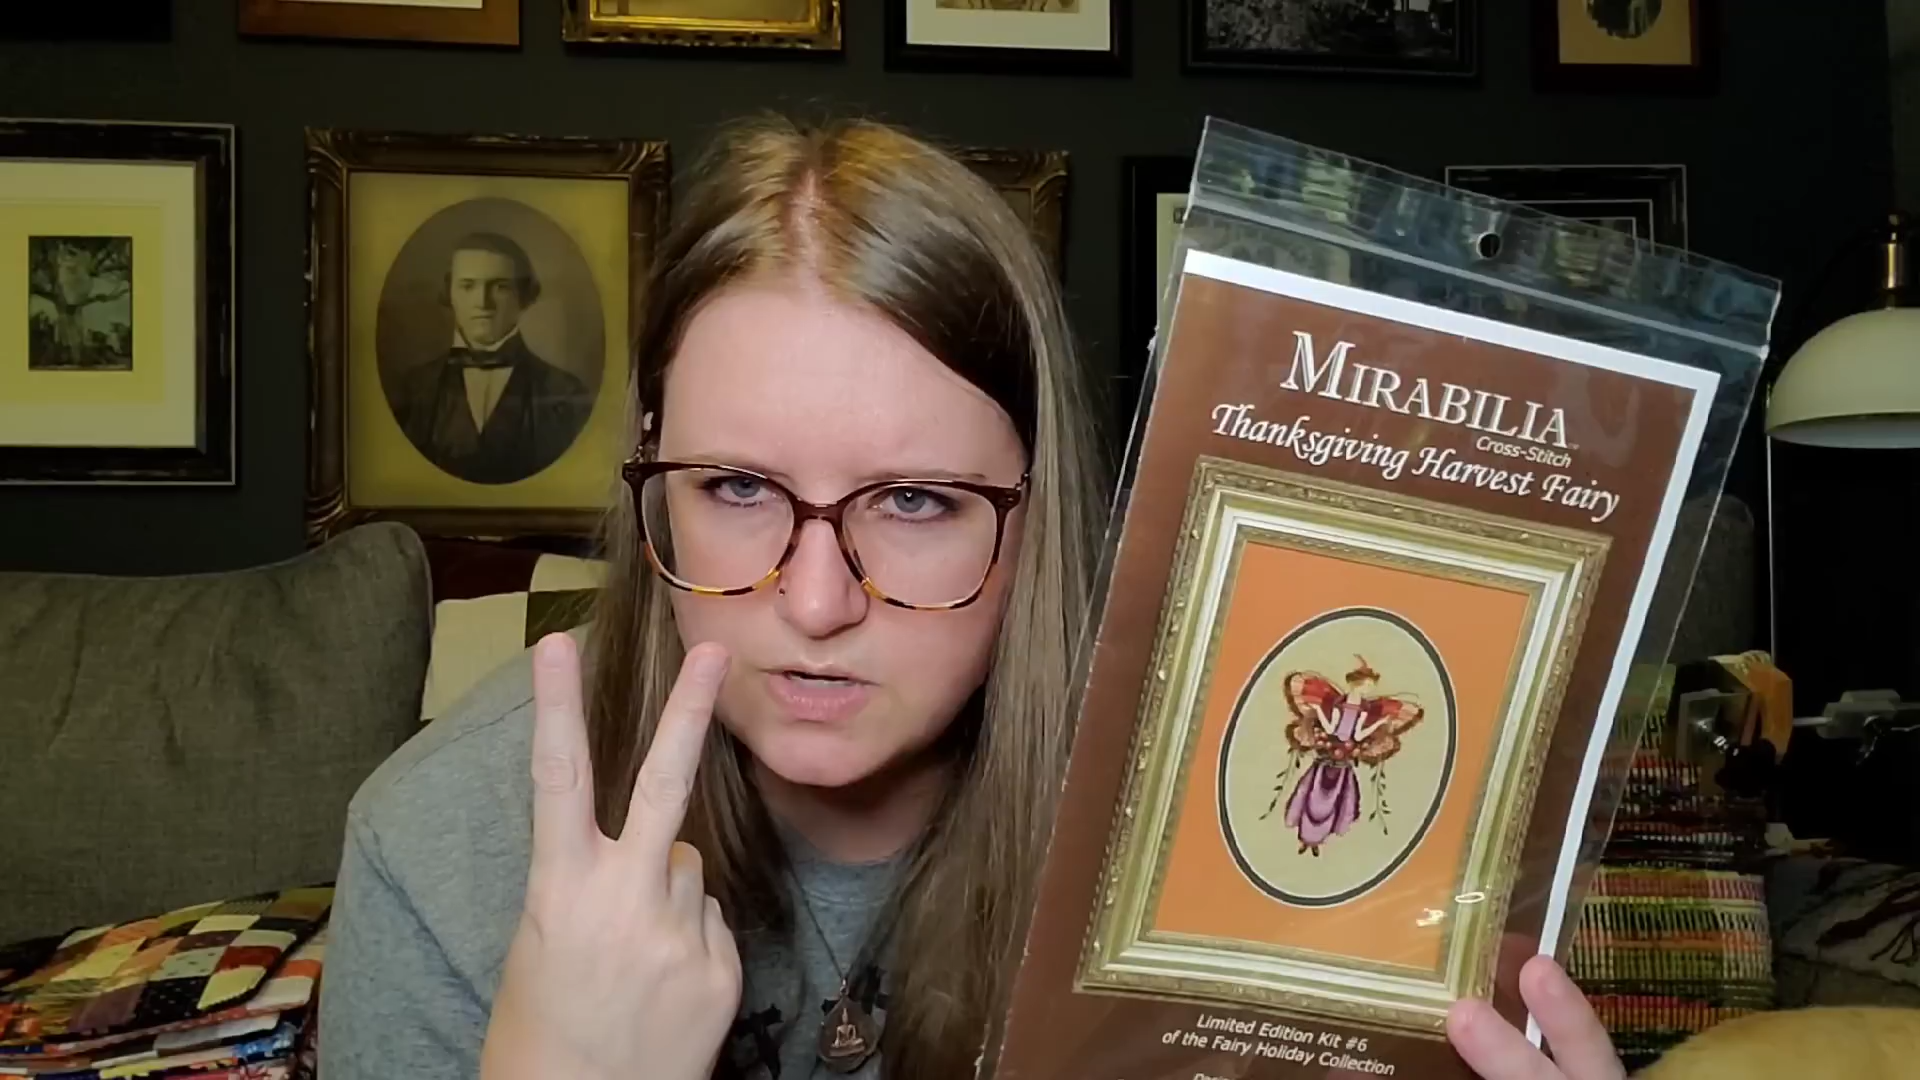 MIRABILIA
Cross-Stitch
Thanksgiving Harvest Fairy
Limited Edition Kit #6
of the Fairy Holiday Collection